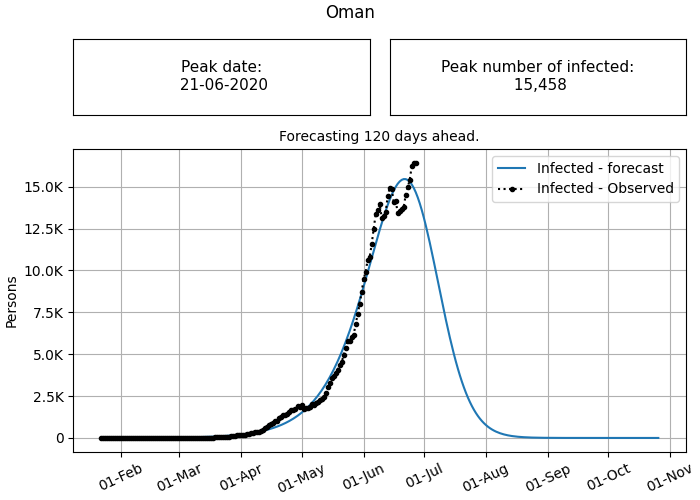 Oman
Peak date:
21-06-2020
Peak number of infected:
15,458
Forecasting 120 days ahead.
Infected - forecast
Infected - Observed
Persons
15.0K
12.5K
10.0K
7.5K
5.0K
2.5K
0
01-Feb
01-Mar
01-Apr
01-May
01-Jun
01-Jul
01-Aug
01-Sep
01-Oct
01-Nov